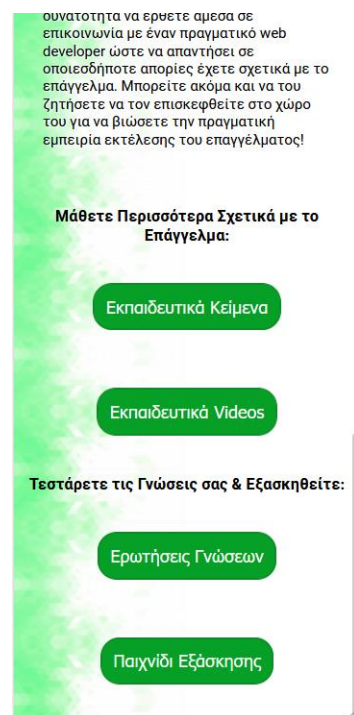 δυνατότητα να έρθετε άμεσα σε
επικοινωνία με έναν πραγματικό web
developer ώστε να απαντήσει σε
οποιεσδήποτε απορίες έχετε σχετικά με το
επάγγελμα. Μπορείτε ακόμα και να του
ζητήσετε να τον επισκεφθείτε στο χώρο
του για να βιώσετε την πραγματική
εμπειρία εκτέλεσης του επαγγέλματος!
Μάθετε Περισσότερα Σχετικά με το
Επάγγελμα:
Εκπαιδευτικά Κείμενα
Εκπαιδευτικά Videos
Τεστάρετε τις Γνώσεις σας & Εξασκηθείτε:
Ερωτήσεις Γνώσεων
Παιχνίδι Εξάσκησης